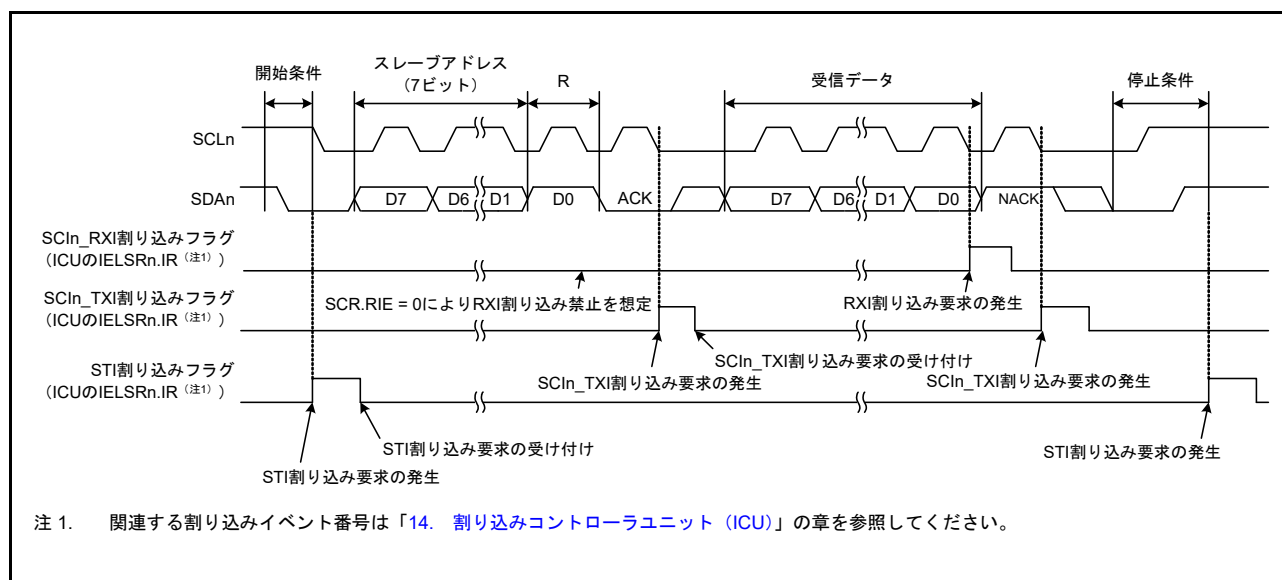 開始条件
スレーブアドレス
（7ビット）
R
受信データ
停止条件
SCLn
SDAn
D7
D6
D1
D0
ACK
D7
D6
D1
D0
NACK
SCIn_RXI割り込みフラグ
（ICUのIELSRn.IR（注1））
SCR.RIE = 0によりRXI割り込み禁止を想定
RXI割り込み要求の発生
SCIn_TXI割り込みフラグ
（ICUのIELSRn.IR（注1））
SCIn_TXI割り込み要求の受け付け
SCIn_TXI割り込み要求の発生
SCIn_TXI割り込み要求の発生
STI割り込みフラグ
（ICUのIELSRn.IR（注1））
STI割り込み要求の受け付け
STI割り込み要求の発生
STI割り込み要求の発生
注 1. 関連する割り込みイベント番号は「14. 割り込みコントローラユニット（ICU）」の章を参照してください。